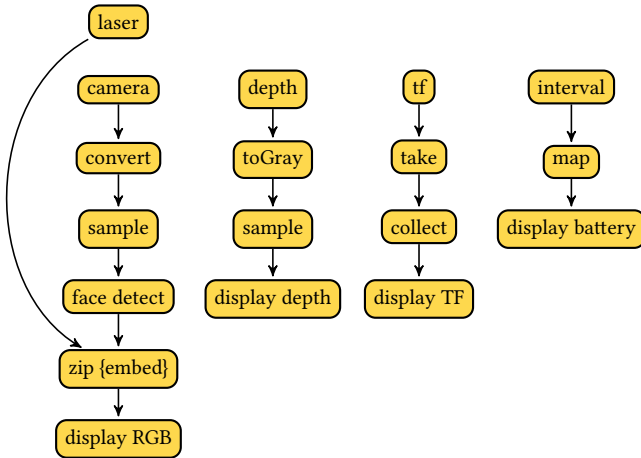 laser
camera
depth
tf
interval
convert
toGray
take
map
sample
sample
collect
display battery
face detect
display depth
display TF
zip {embed}
display RGB